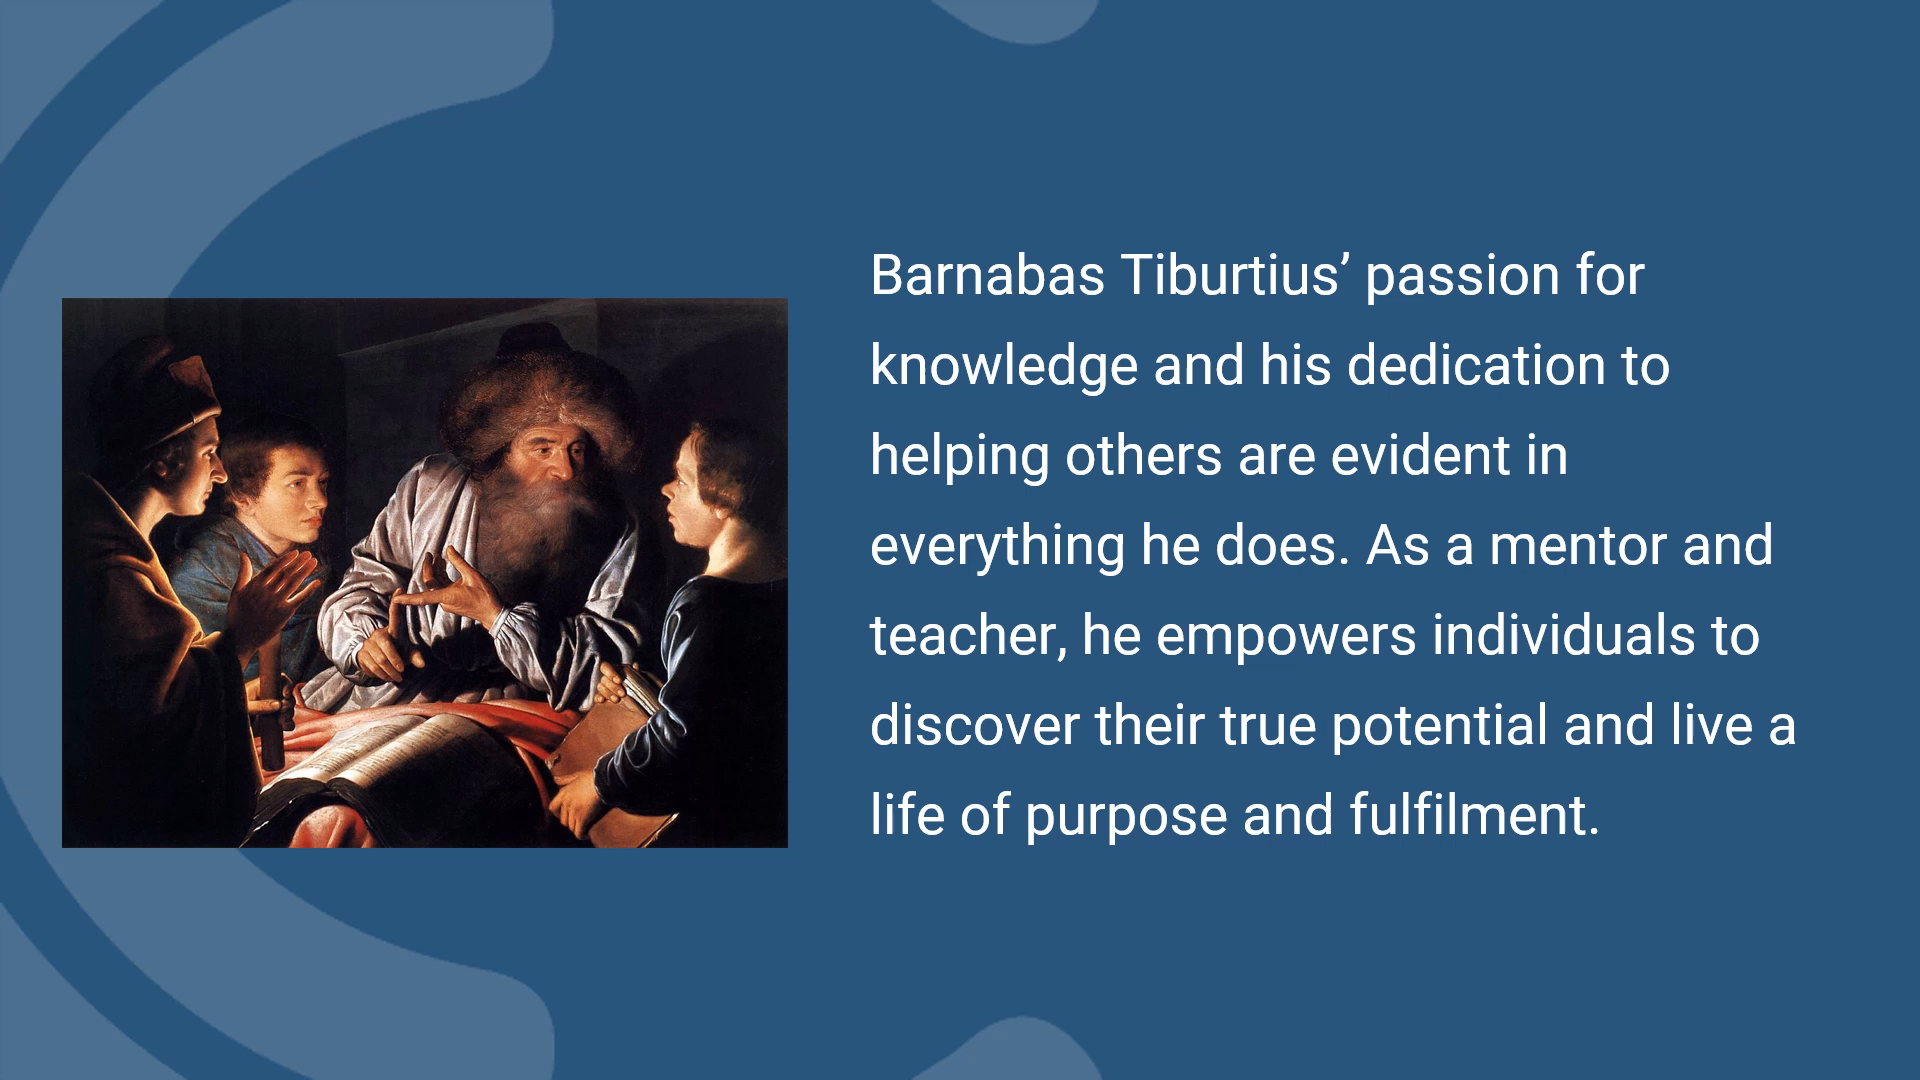 Barnabas Tiburtius’ passion for
knowledge and his dedication to
helping others are evident in
everything he does. As a mentor and
teacher, he empowers individuals to
discover their true potential and live a
life of purpose and fulfilment.